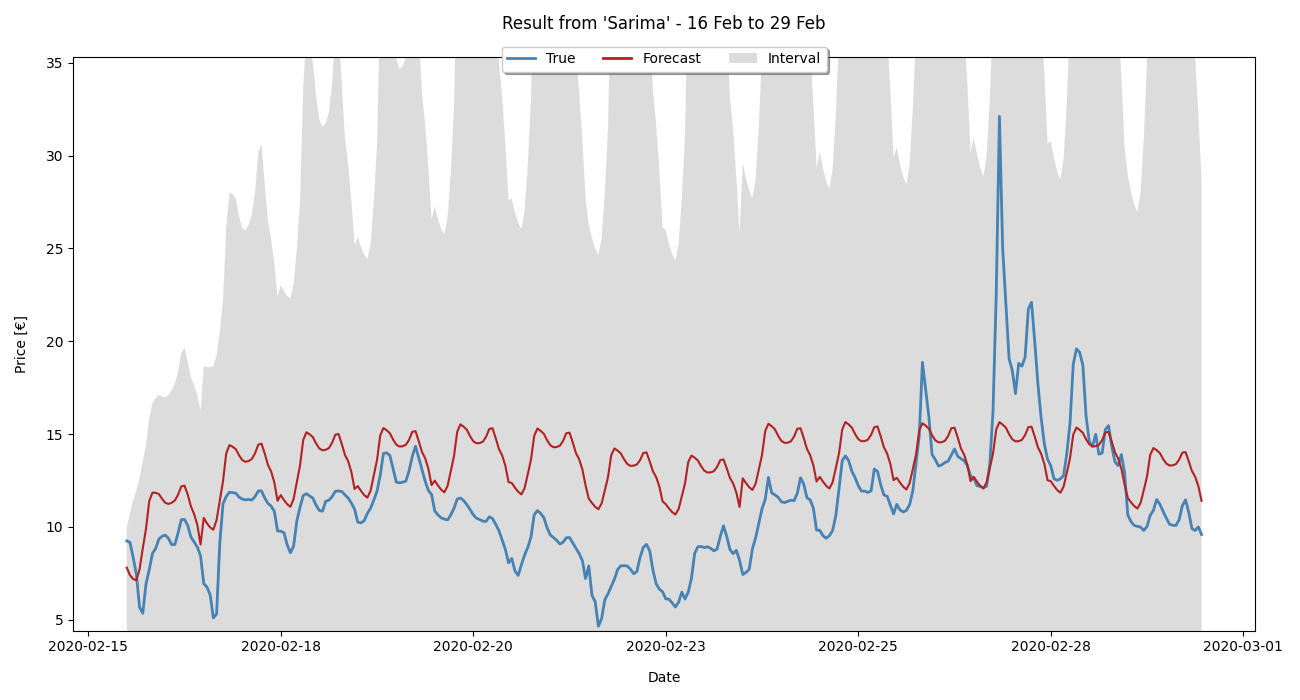 Result from 'Sarima' - 16 Feb to 29 Feb
True Forecast Interval
35
30
25
20
15
10
5
Price [€]
2020-02-15 2020-02-18 2020-02-20 2020-02-23 2020-02-25 2020-02-28 2020-03-01
Date